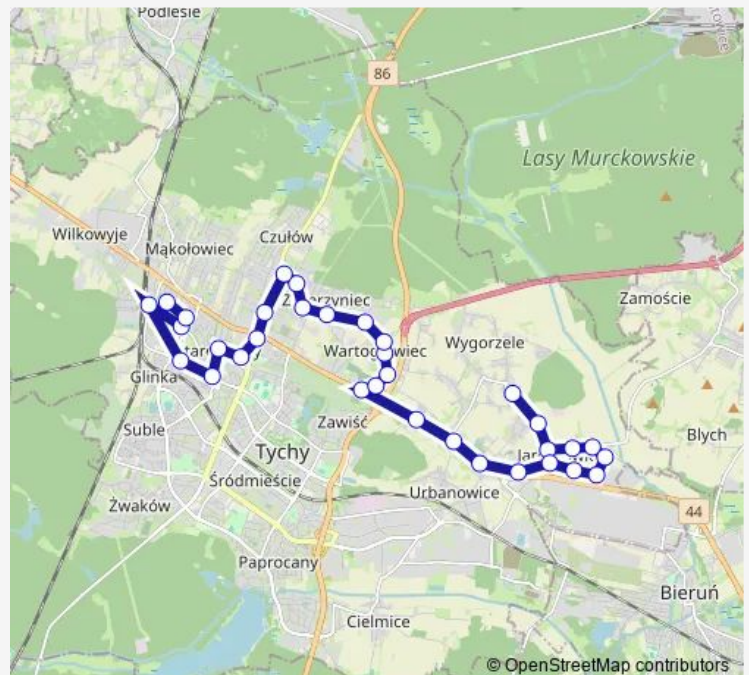 Podlesie
86
Lasy Murckowskie
Wilkowyje
Mąkołowiec
Czułów
Zamoście
Wygorzele
Glinka
Zawiść
Suble
Blych
Tychy
Śródmieście
Urbanowice
Żwaków
44
Paprocany
Bieruń
Cielmice
© OpenStreetMap contributors